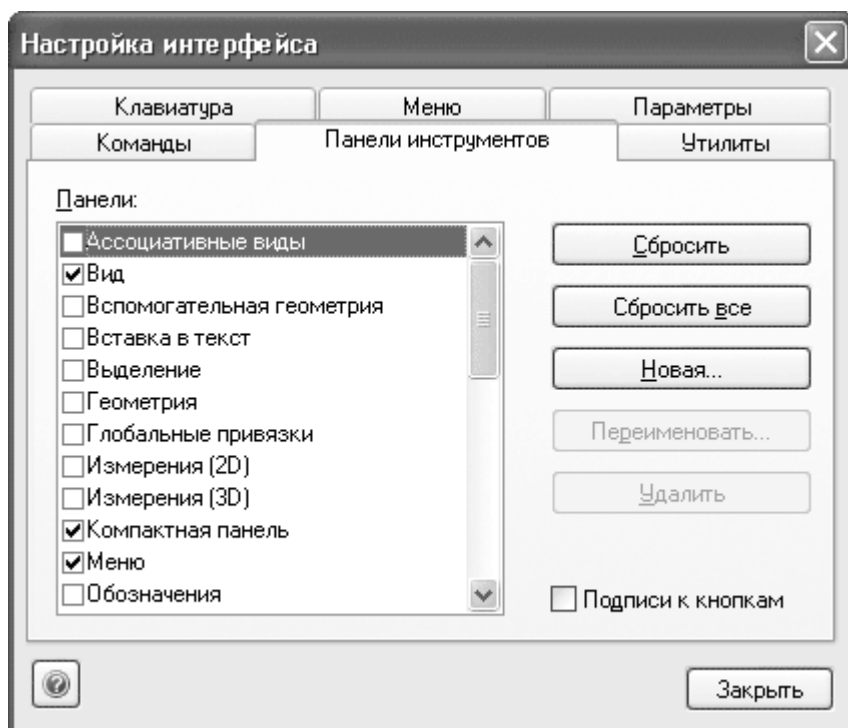 Настройка интерфейса
Клавиатура Меню Параметры
Команды Панели инструментов Утилиты
Панели:
Ассоциативные виды
Вид
Вспомогательная геометрия
Вставка в текст
Выделение
Геометрия
Глобальные привязки
Измерения (2D)
Измерения (3D)
Компактная панель
Меню
Обозначения
Сбросить
Сбросить все
Новая...
Переименовать...
Удалить
Подписи к кнопкам
Закрыть